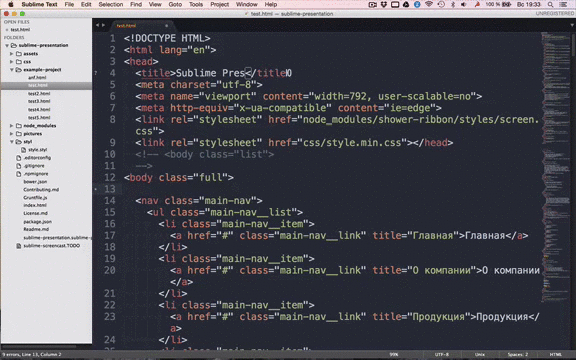 Sublime Text File Edit Selection Find View Goto Tools Project Window Help
100 %
Вс 19:33
test.html
UNREGISTERED
OPEN FILES
test.html
FOLDERS
sublime-presentation
assets
css
example-project
test.html
test2.html
test3.html
test4.html
test5.html
node_modules
pictures
styl
style.styl
.editorconfig
.gitignore
.npmignore
bower.json
Contributing.md
Gruntfile.js
index.html
License.md
package.json
Readme.md
sublime-presentation.sublime-p
sublime-screencast.TODO
test.html
1 <!DOCTYPE HTML>
2 <html lang="en">
3 <head>
4 <title>Sublime Pres</title
5 <meta charset="utf-8">
6 <meta name="viewport" content="width=792, user-scalable=no">
7 <meta http-equiv="x-ua-compatible" content="ie=edge">
8 <link rel="stylesheet" href="node_modules/shower-ribbon/styles/screen.
css">
9 <link rel="stylesheet" href="css/style.min.css"></head>
10 <!-- <body class="list">
11 -->
12 <body class="full">
13
14 <nav class="main-nav">
15 <ul class="main-nav__list">
16 <li class="main-nav__item">
17 <a href="#" class="main-nav__link" title="Главная">Главная</a>
18 </li>
19 <li class="main-nav__item">
20 <a href="#" class="main-nav__link" title="О компании">О компании
</a>
21 </li>
22 <li class="main-nav__item">
23 <a href="#" class="main-nav__link" title="Продукция">Продукция</
a>
24 </li>
9 errors, Line 13, Column 2
99%
UTF-8
Unix
Spaces: 2
HTML